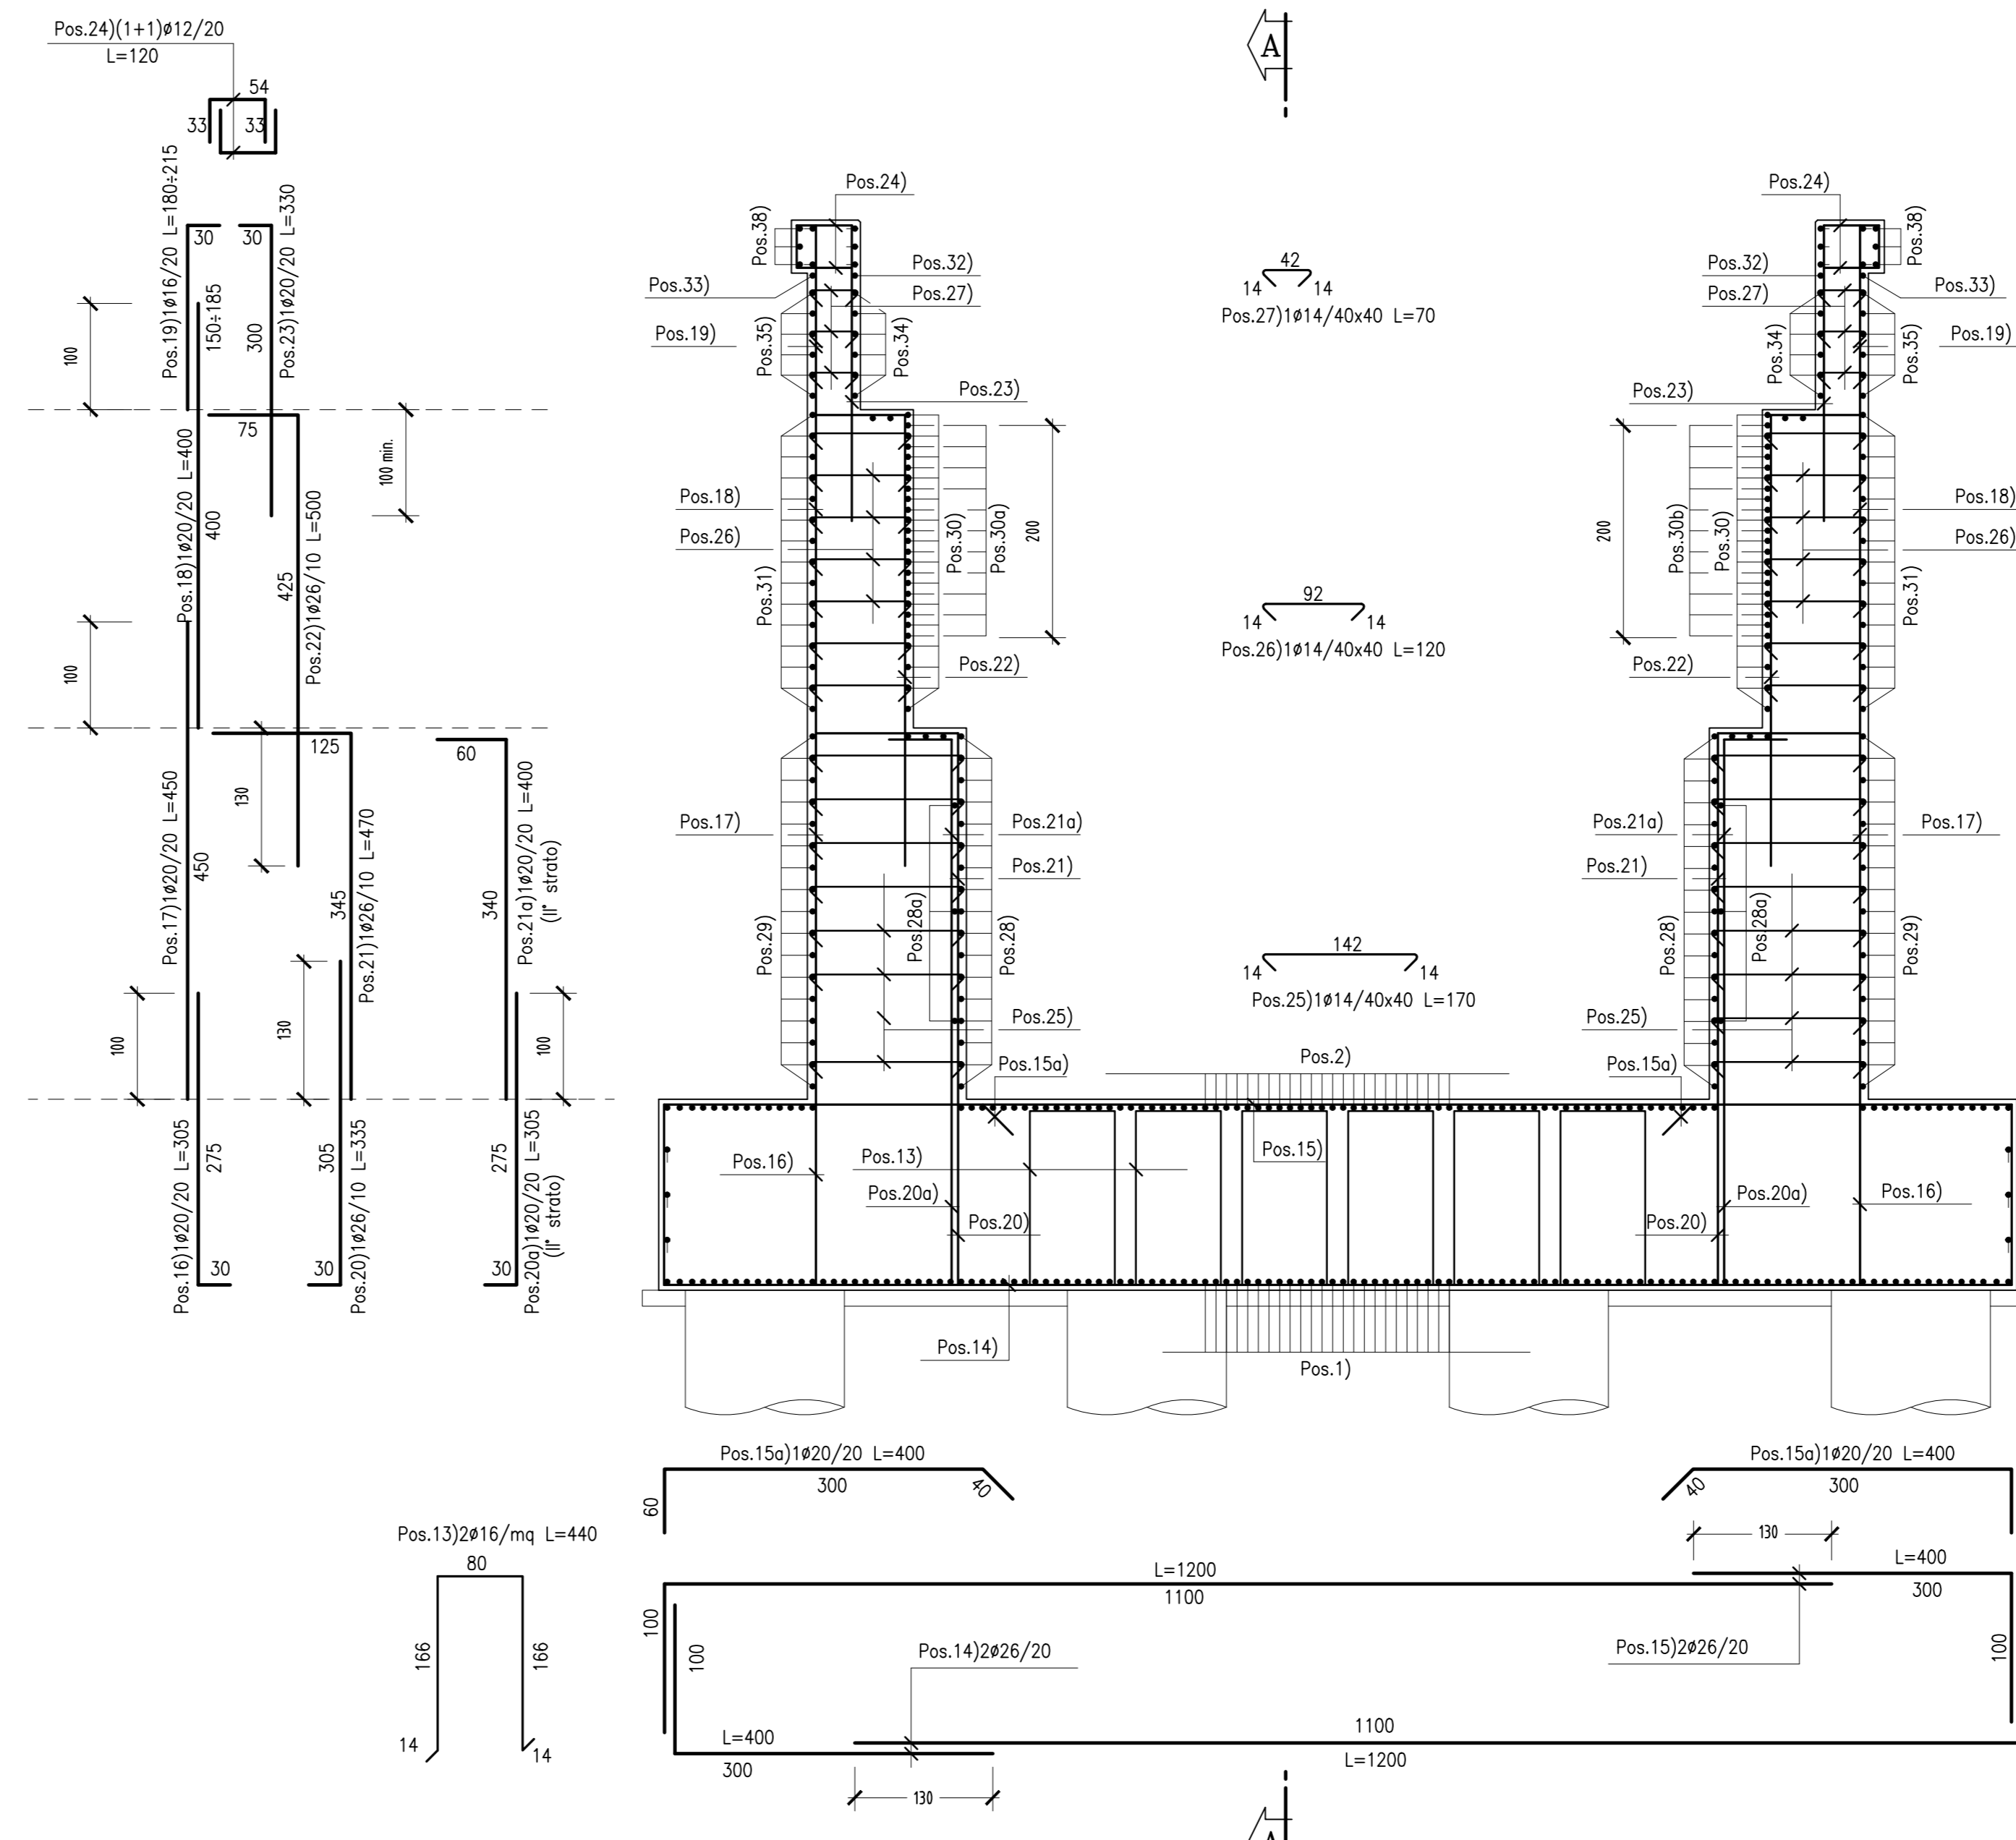 Pos.24)(1+1)ø12/20
L=120
54
33
33
Pos.19)1ø16/20 L=180÷215
30
150÷185
30
300
Pos.23)1ø20/20 L=330
100
75
100 min.
Pos.18)1ø20/20 L=400
400
425
Pos.22)1ø26/10 L=500
100
125
130
60
Pos.17)1ø20/20 L=450
450
345
Pos.21)1ø26/10 L=470
340
Pos.21a)1ø20/20 L=400
(II° strato)
100
130
100
Pos.16)1ø20/20 L=305
275
30
305
30
Pos.20)1ø26/10 L=335
275
30
Pos.20a)1ø20/20 L=305
(II° strato)
A
Pos.24)
Pos.38)
Pos.32)
Pos.33)
Pos.27)
Pos.19)
Pos.35)
Pos.34)
Pos.23)
Pos.18)
Pos.26)
Pos.31)
Pos.30)
Pos.30a)
200
Pos.22)
Pos.17)
Pos.21a)
Pos.21)
Pos.29)
Pos.28a)
Pos.28)
Pos.25)
Pos.15a)
42
14
14
Pos.27)1ø14/40x40 L=70
92
14
14
Pos.26)1ø14/40x40 L=120
142
14
14
Pos.25)1ø14/40x40 L=170
Pos.2)
Pos.24)
Pos.38)
Pos.32)
Pos.33)
Pos.27)
Pos.34)
Pos.35)
Pos.19)
Pos.23)
200
Pos.30b)
Pos.30)
Pos.18)
Pos.26)
Pos.31)
Pos.22)
Pos.21a)
Pos.17)
Pos.21)
Pos.28)
Pos.28a)
Pos.29)
Pos.25)
Pos.15a)
Pos.16)
Pos.13)
Pos.15)
Pos.20a)
Pos.20)
Pos.20a)
Pos.16)
Pos.20)
Pos.14)
Pos.1)
Pos.15a)1ø20/20 L=400
300
40
60
Pos.15a)1ø20/20 L=400
40
300
Pos.13)2ø16/mq L=440
80
166
166
14
14
130
L=1200
1100
L=400
300
100
100
Pos.14)2ø26/20
Pos.15)2ø26/20
100
L=400
300
1100
L=1200
130
A